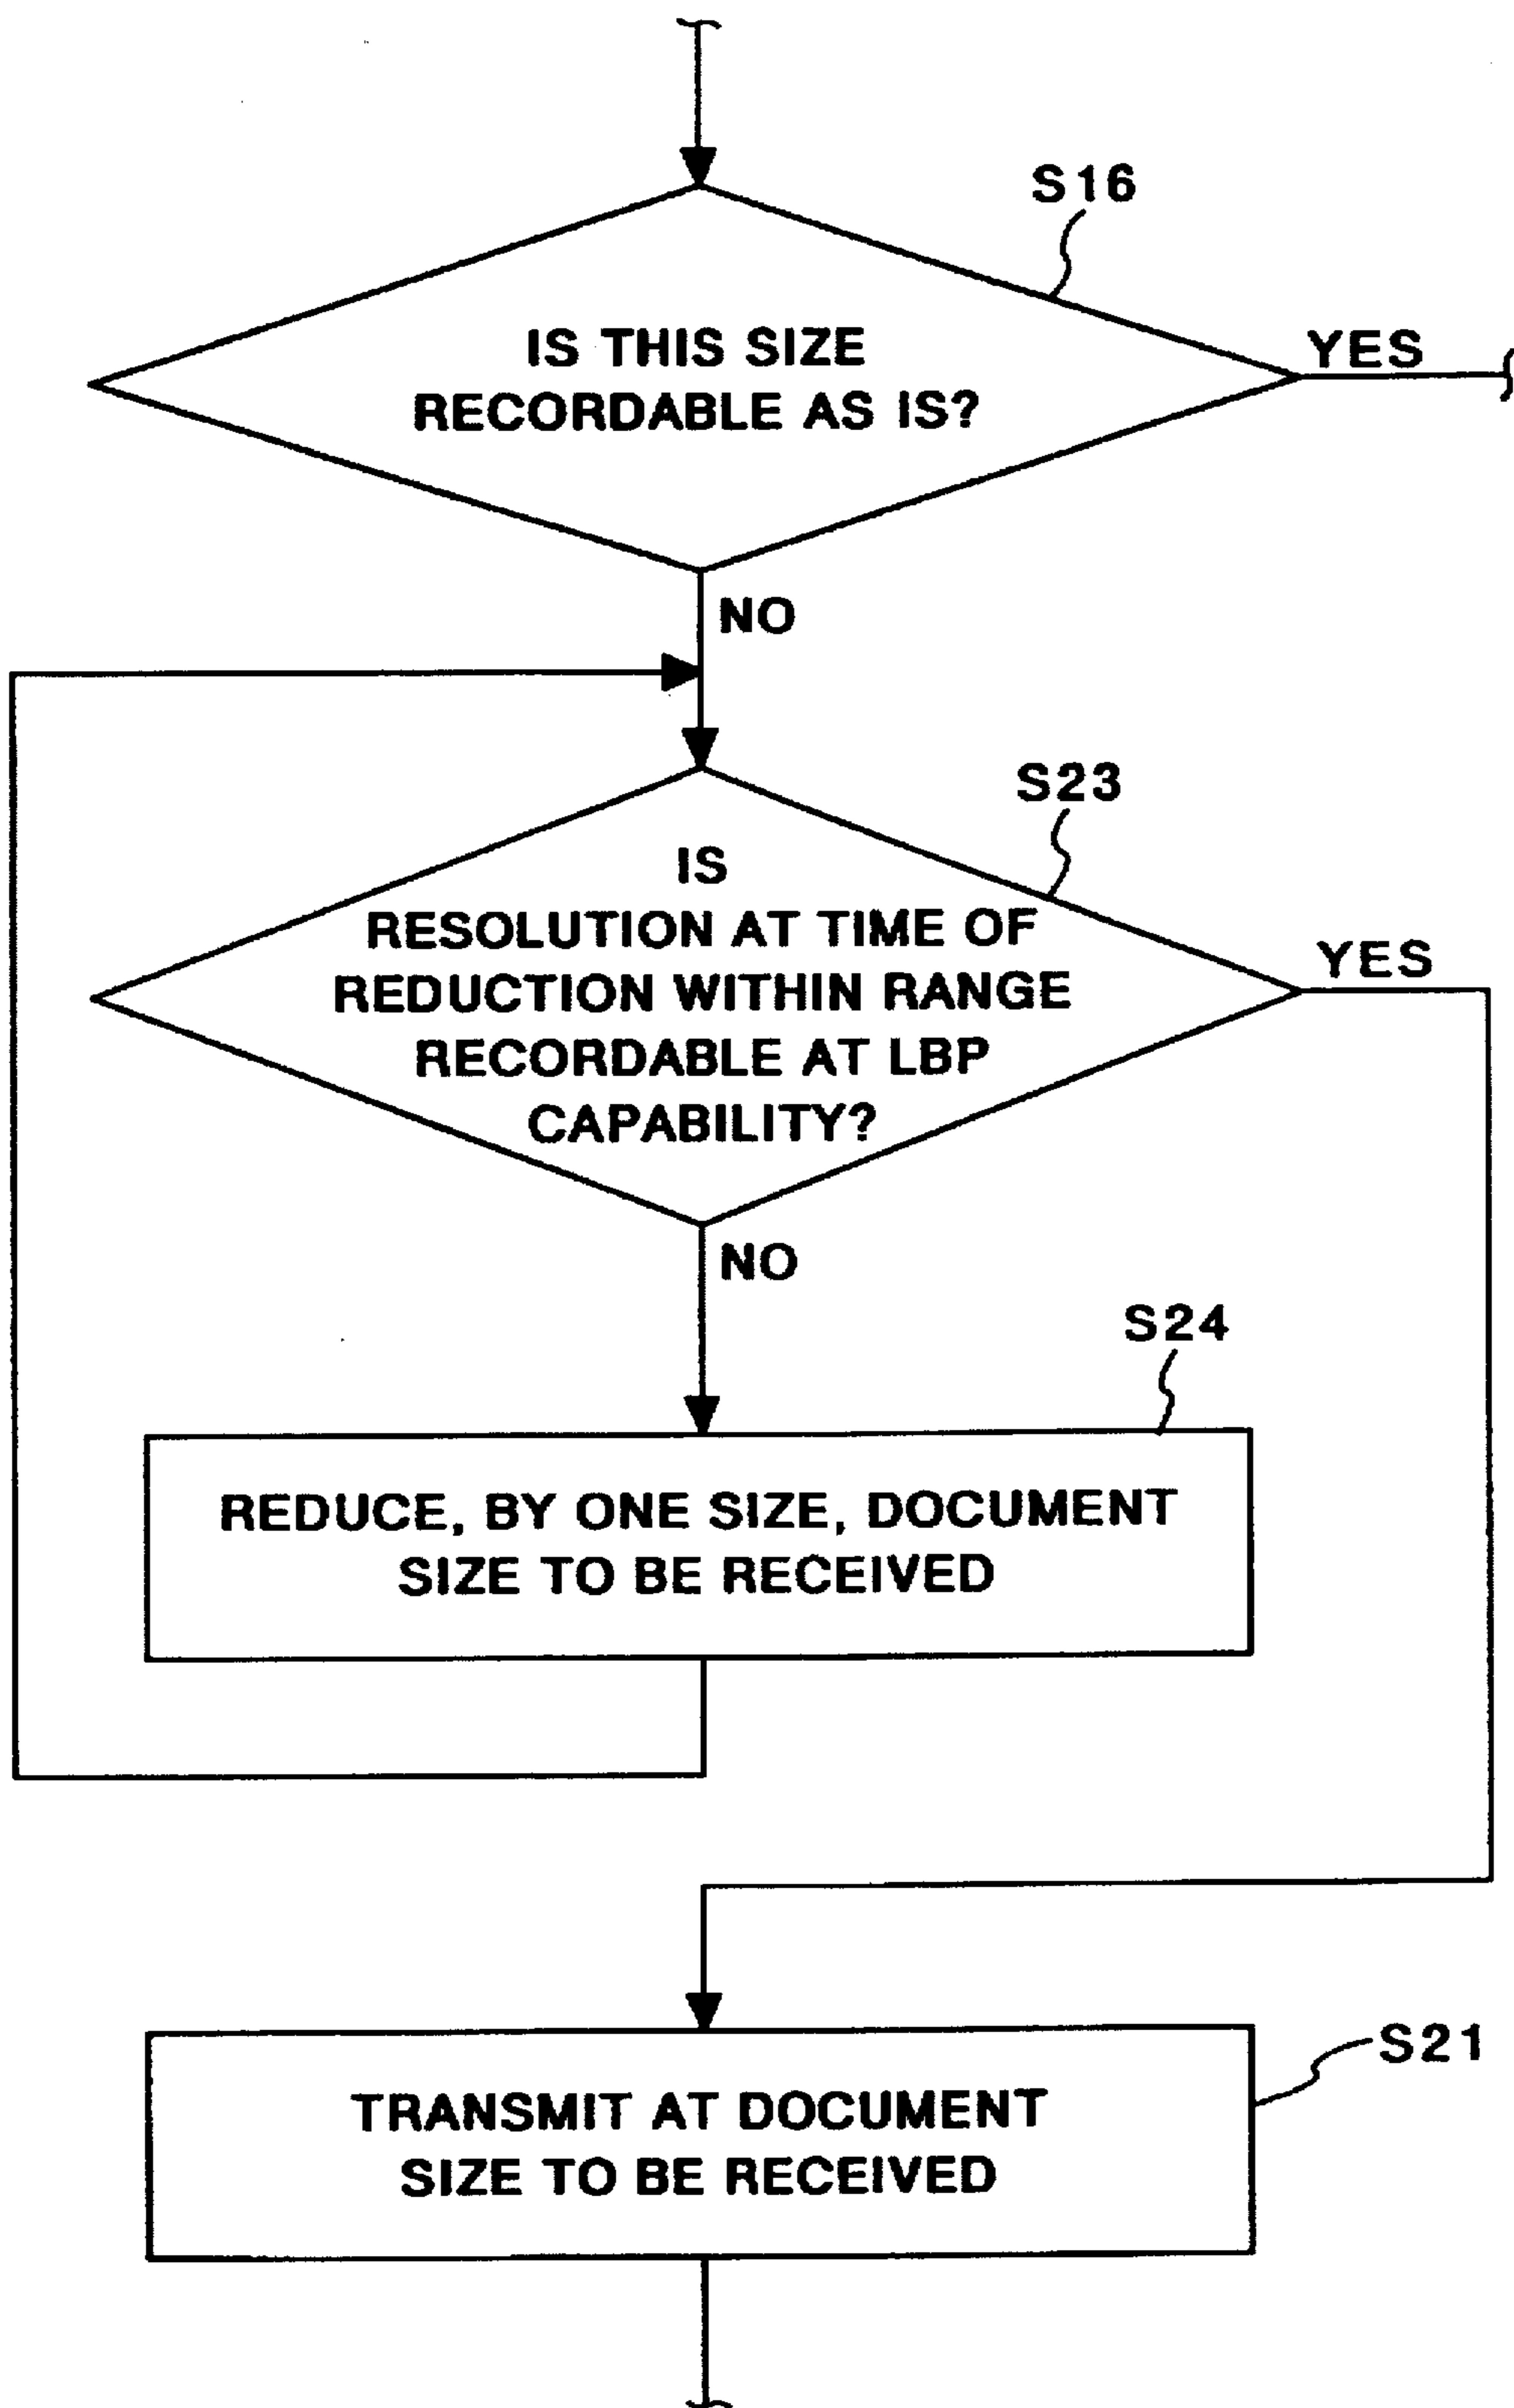 S16
IS THIS SIZE
RECORDABLE AS IS?
YES
NO
S23
IS
RESOLUTION AT TIME OF
REDUCTION WITHIN RANGE
RECORDABLE AT LBP
CAPABILITY?
YES
NO
S24
REDUCE, BY ONE SIZE, DOCUMENT
SIZE TO BE RECEIVED
S21
TRANSMIT AT DOCUMENT
SIZE TO BE RECEIVED